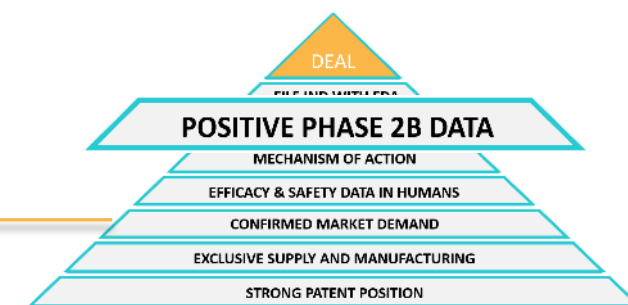 DEAL
FILE IND WITH FDA
POSITIVE PHASE 2B DATA
MECHANISM OF ACTION
EFFICACY & SAFETY DATA IN HUMANS
CONFIRMED MARKET DEMAND
EXCLUSIVE SUPPLY AND MANUFACTURING
STRONG PATENT POSITION